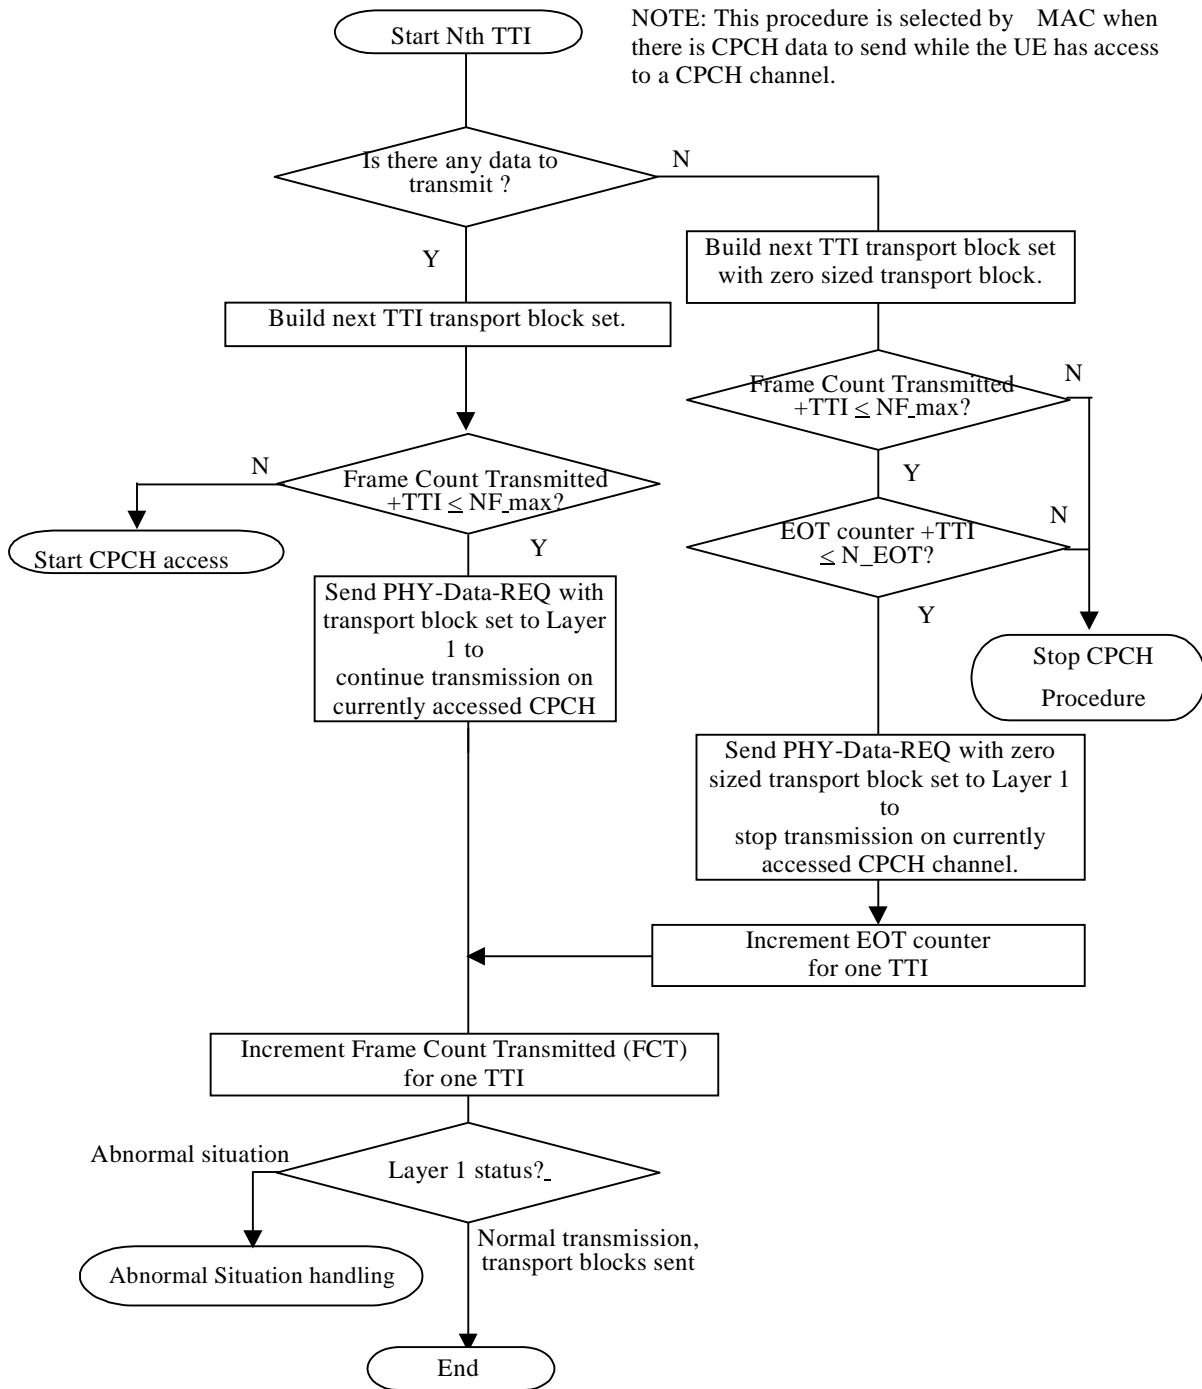 Start Nth TTI
NOTE: This procedure is selected by MAC when
there is CPCH data to send while the UE has access
to a CPCH channel.
Is there any data to
transmit ?
N
Y
Build next TTI transport block set
with zero sized transport block.
Build next TTI transport block set.
Frame Count Transmitted
+TTI ≤ NF_max?
N
Y
Frame Count Transmitted
+TTI ≤ NF_max?
N
Y
Start CPCH access
EOT counter +TTI
≤ N_EOT?
N
Y
Send PHY-Data-REQ with
transport block set to Layer
1 to
continue transmission on
currently accessed CPCH
Stop CPCH
Procedure
Send PHY-Data-REQ with zero
sized transport block set to Layer 1
to
stop transmission on currently
accessed CPCH channel.
Increment EOT counter
for one TTI
Increment Frame Count Transmitted (FCT)
for one TTI
Abnormal situation
Layer 1 status?
Normal transmission,
transport blocks sent
Abnormal Situation handling
End